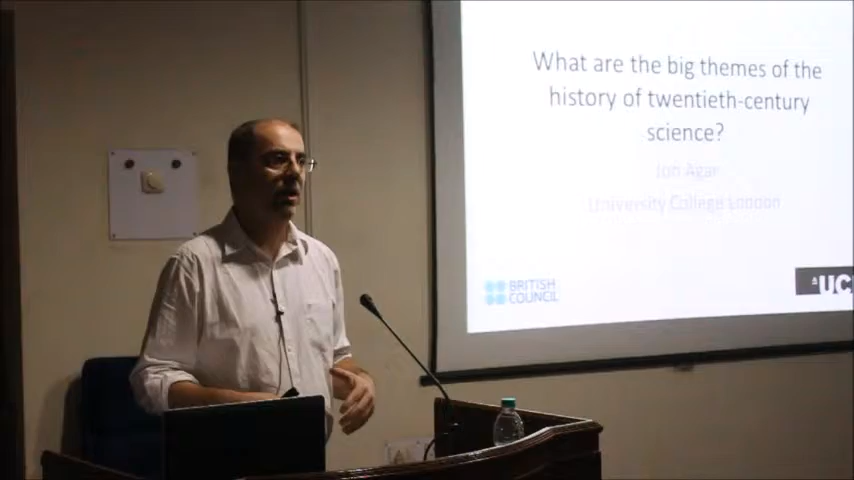 What are the big themes of the
history of twentieth-century
science?
Jon Agar
University College London
BRITISH
COUNCIL
UC